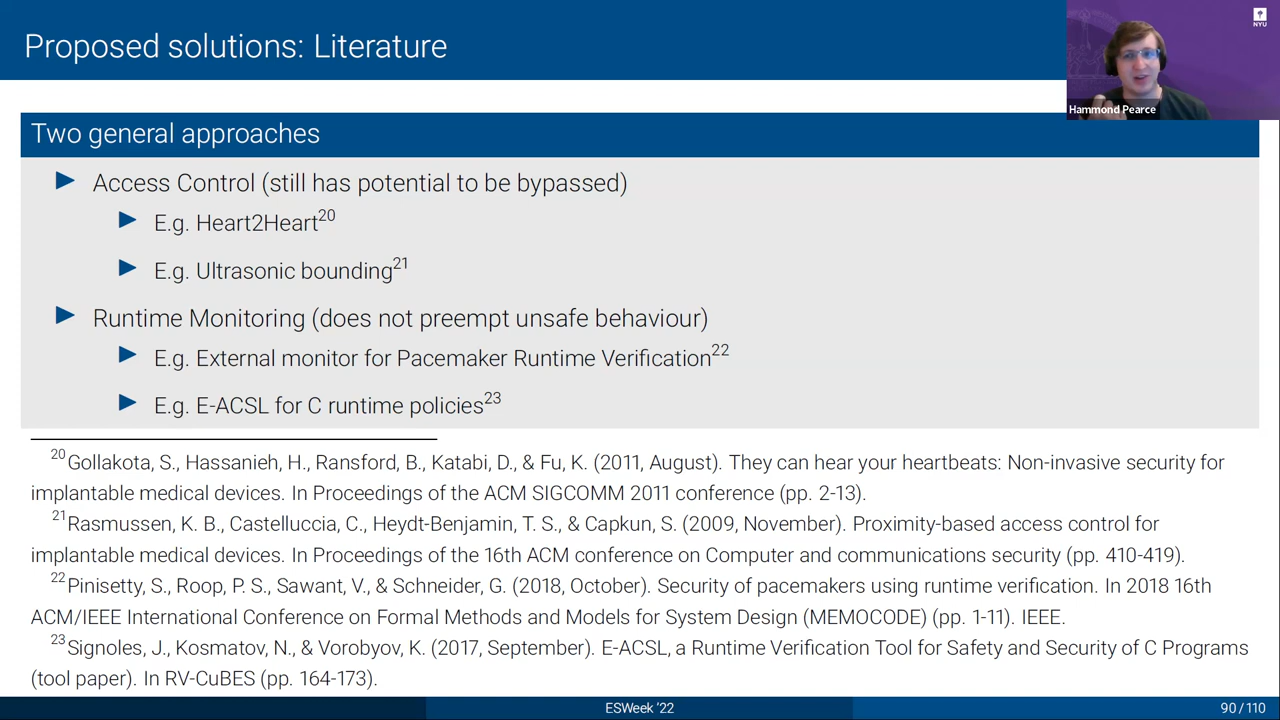 Proposed solutions: Literature
NYU
Hammond Pearce
Two general approaches
Access Control (still has potential to be bypassed)
E.g. Heart2Heart20
E.g. Ultrasonic bounding21
Runtime Monitoring (does not preempt unsafe behaviour)
E.g. External monitor for Pacemaker Runtime Verification22
E.g. E-ACSL for C runtime policies23
20Gollakota, S., Hassanieh, H., Ransford, B., Katabi, D., & Fu, K. (2011, August). They can hear your heartbeats: Non-invasive security for
implantable medical devices. In Proceedings of the ACM SIGCOMM 2011 conference (pp. 2-13).
21Rasmussen, K. B., Castelluccia, C., Heydt-Benjamin, T. S., & Capkun, S. (2009, November). Proximity-based access control for
implantable medical devices. In Proceedings of the 16th ACM conference on Computer and communications security (pp. 410-419).
22Pinisetty, S., Roop, P. S., Sawant, V., & Schneider, G. (2018, October). Security of pacemakers using runtime verification. In 2018 16th
ACM/IEEE International Conference on Formal Methods and Models for System Design (MEMOCODE) (pp. 1-11). IEEE.
23Signoles, J., Kosmatov, N., & Vorobyov, K. (2017, September). E-ACSL, a Runtime Verification Tool for Safety and Security of C Programs
(tool paper). In RV-CuBES (pp. 164-173).
ESWeek '22
90 / 110